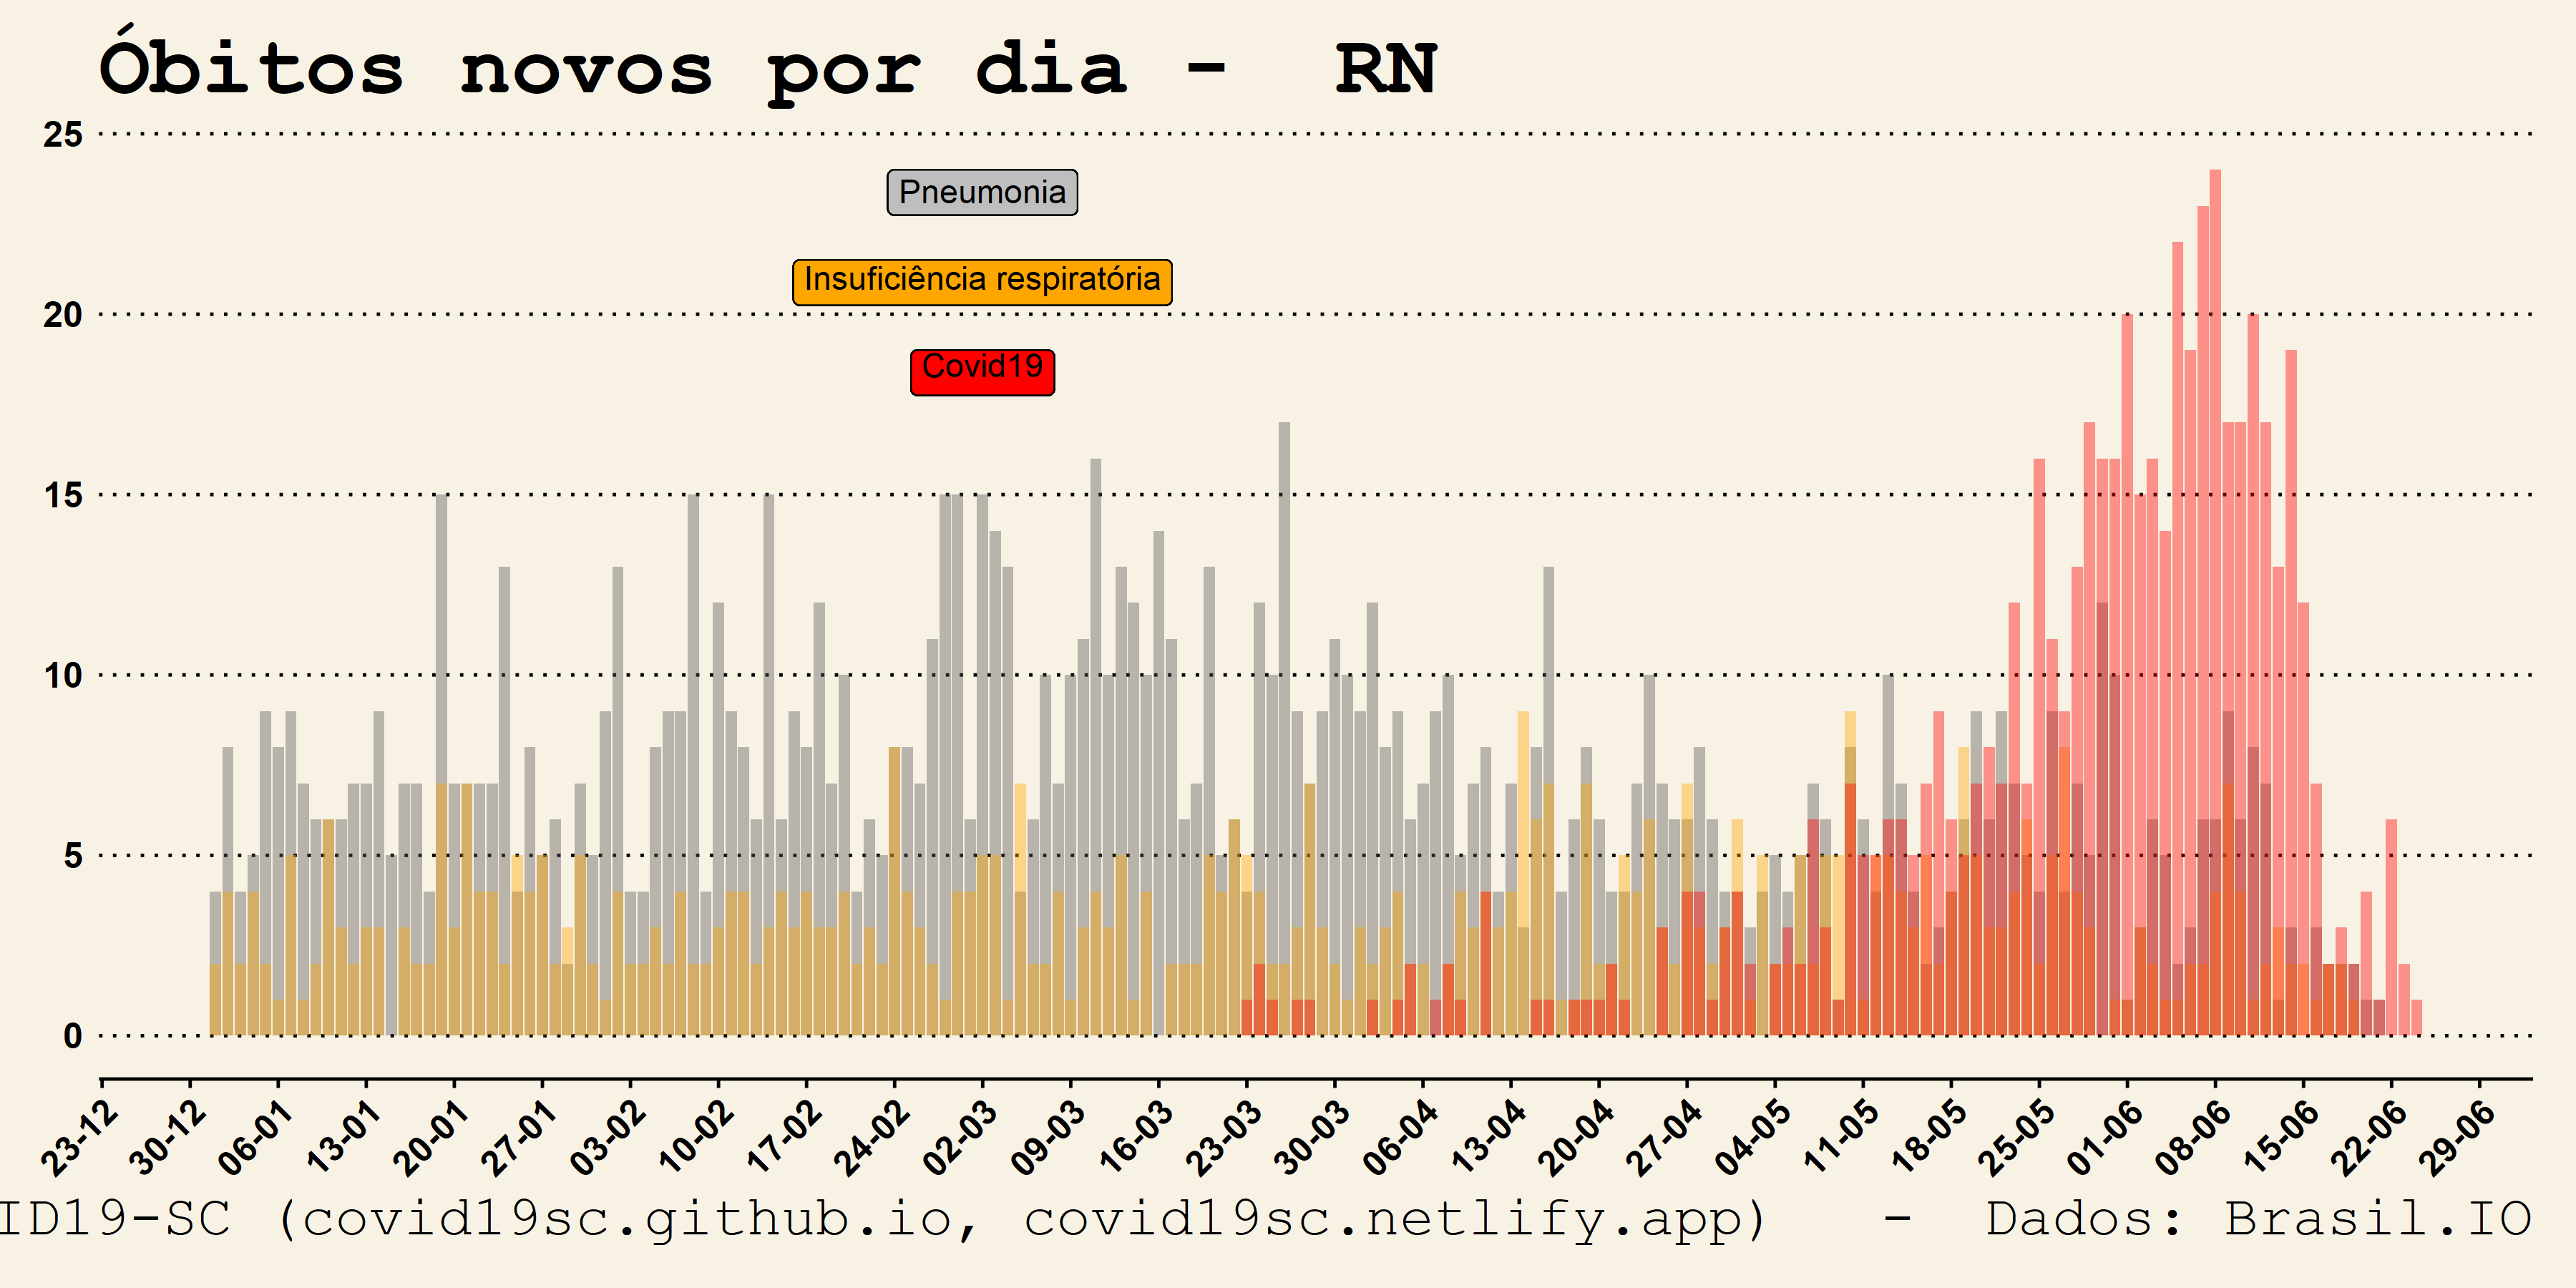 Óbitos novos por dia - RN
25
Pneumonia
Insuficiência respiratória
20
Covid19
15
10
5
0
23-12 30-12 06-01 13-01 20-01 27-01 03-02 10-02 17-02 24-02 02-03 09-03 16-03 23-03 30-03 06-04 13-04 20-04 27-04 04-05 11-05 18-05 25-05 01-06 08-06 15-06 22-06 29-06
ID19-SC (covid19sc.github.io, covid19sc.netlify.app) - Dados: Brasil.IO